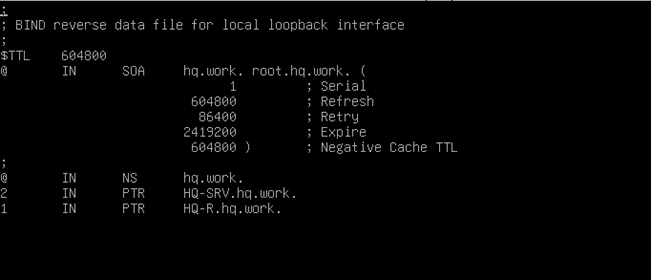 ;
; BIND reverse data file for local loopback interface
;
$TTL    604800
@       IN      SOA     hq.work. root.hq.work. (
                              1         ; Serial
                         604800         ; Refresh
                          86400         ; Retry
                        2419200         ; Expire
                         604800 )       ; Negative Cache TTL
;
@       IN      NS      hq.work.
2       IN      PTR     HQ-SRV.hq.work.
1       IN      PTR     HQ-R.hq.work.